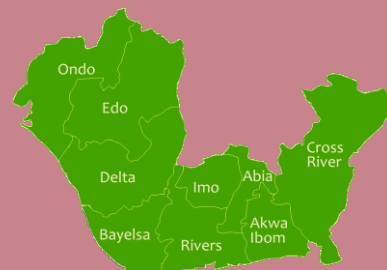 Ondo
Edo
Cross
River
Delta
Imo
Abia
Akwa
Ibom
Bayelsa
Rivers